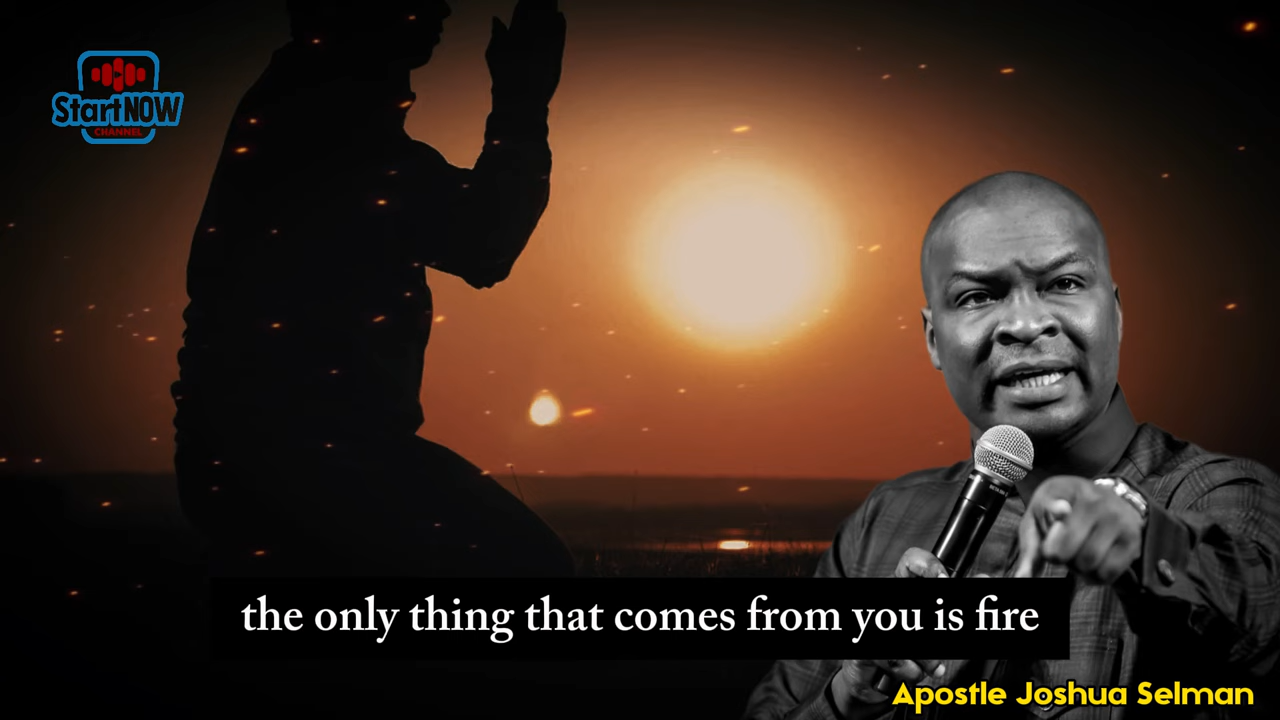 StartNOW
CHANNEL
the only thing that comes from you is fire
Apostle Joshua Selman